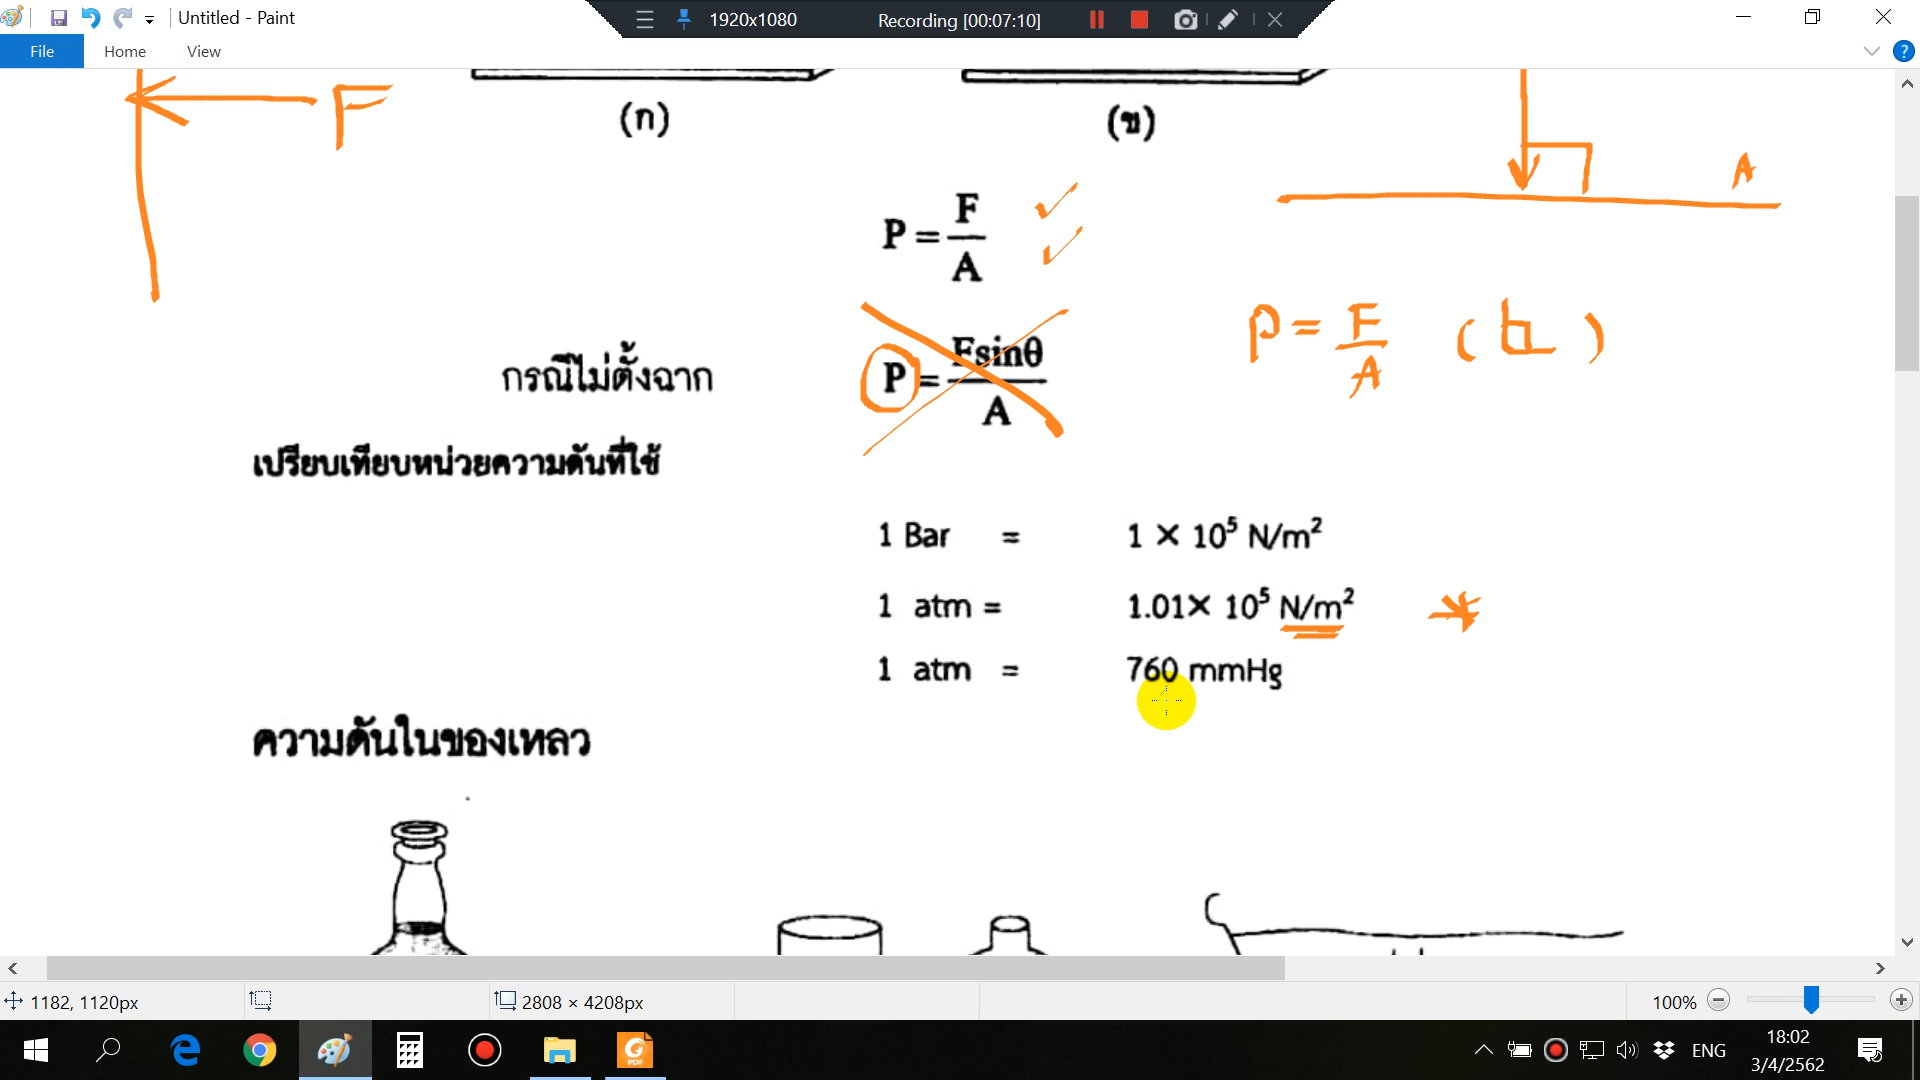 Untitled - Paint
1920x1080
Recording [00:07:10]
File
Home
View
F
(ก)
(ข)
A
P = F
A
P = F (
A
)
กรณีไม่ตั้งฉาก
P = Fsinθ
A
เปรียบเทียบหน่วยความดันที่ใช้
1 Bar = 1 × 10⁵ N/m²
1 atm = 1.01× 10⁵ N/m²
1 atm = 760 mmHg
ความดันในของเหลว
1182, 1120px
2808 × 4208px
100%
PDF
ENG
18:02
3/4/2562